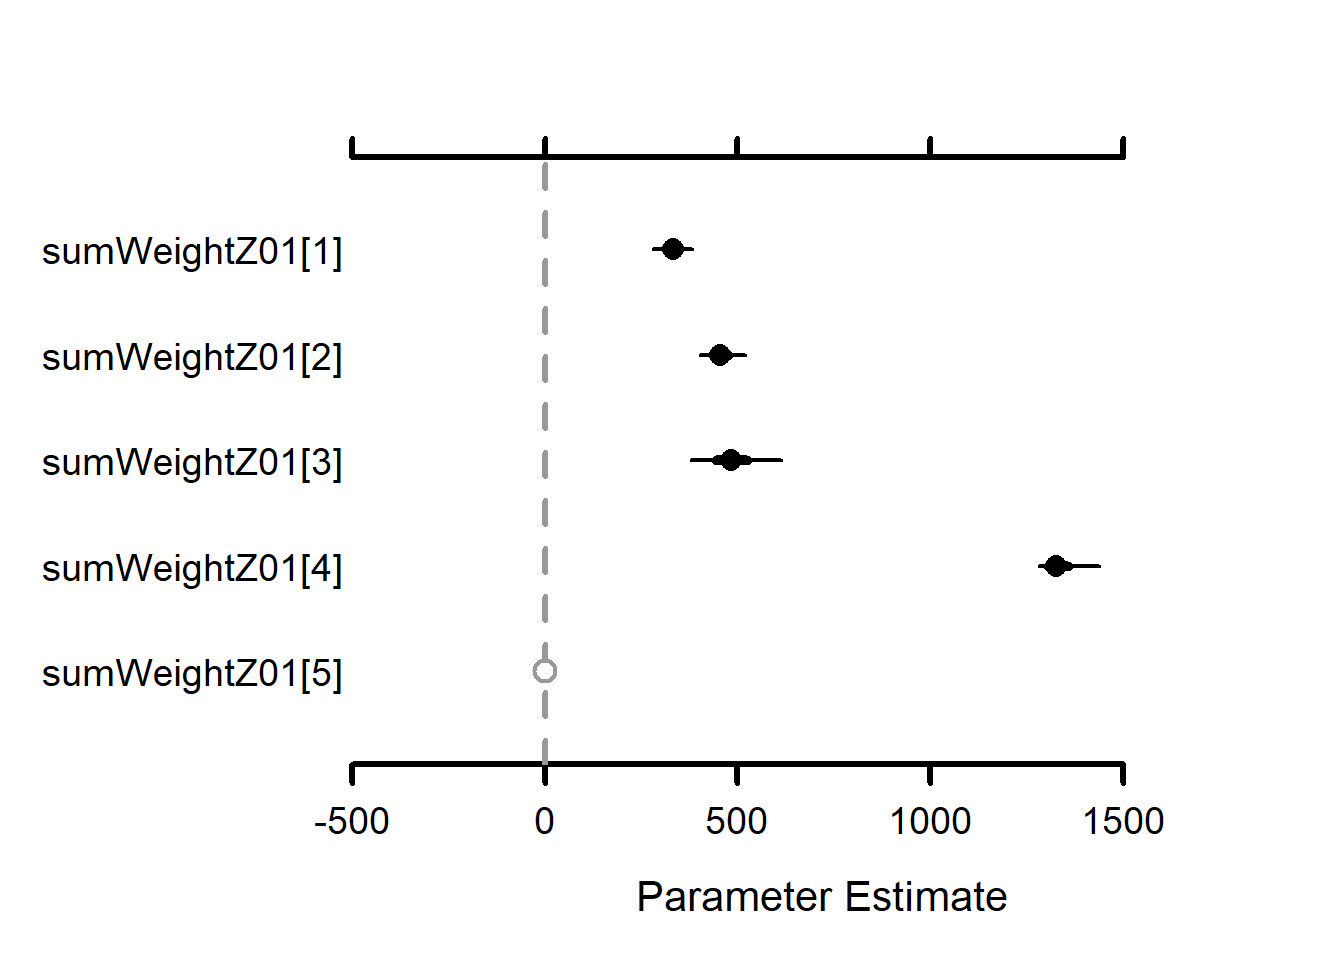 sumWeightZ01[1]
sumWeightZ01[2]
sumWeightZ01[3]
sumWeightZ01[4]
sumWeightZ01[5]
-500 0 500 1000 1500
Parameter Estimate